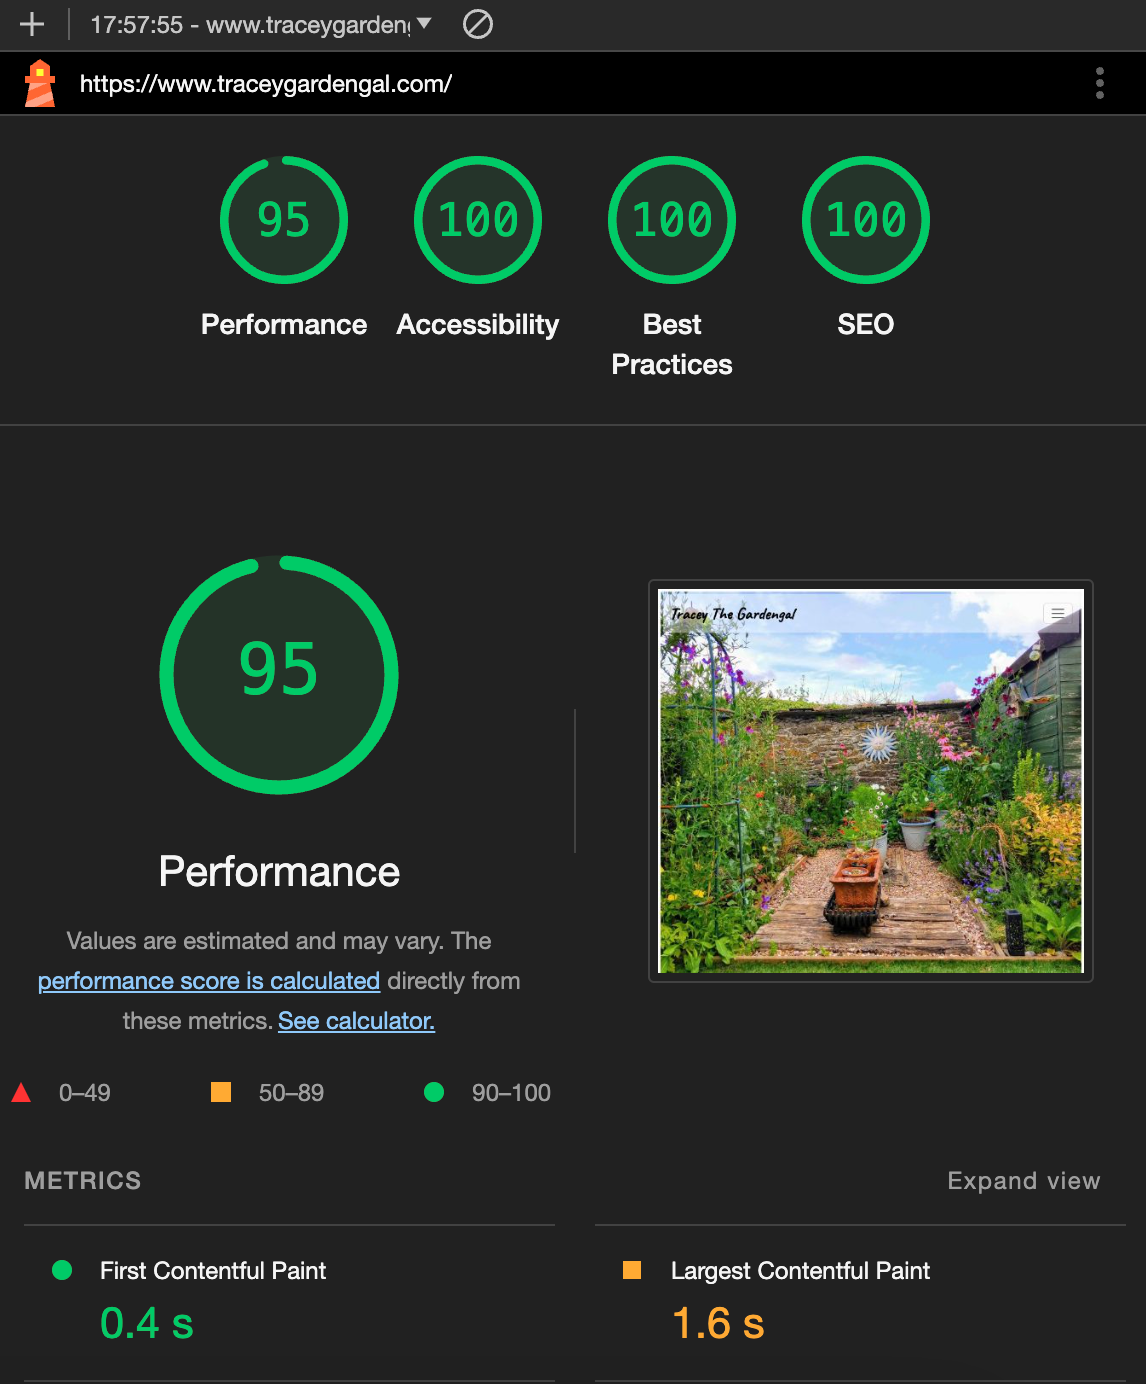 17:57:55 - www.traceygarden
https://www.traceygardengal.com/
95
100
100
100
Performance
Accessibility
Best
Practices
SEO
95
Tracey The Gardengal
Performance
Values are estimated and may vary. The
performance score is calculated directly from
these metrics. See calculator.
0–49
50–89
90–100
METRICS
Expand view
First Contentful Paint
0.4 s
Largest Contentful Paint
1.6 s